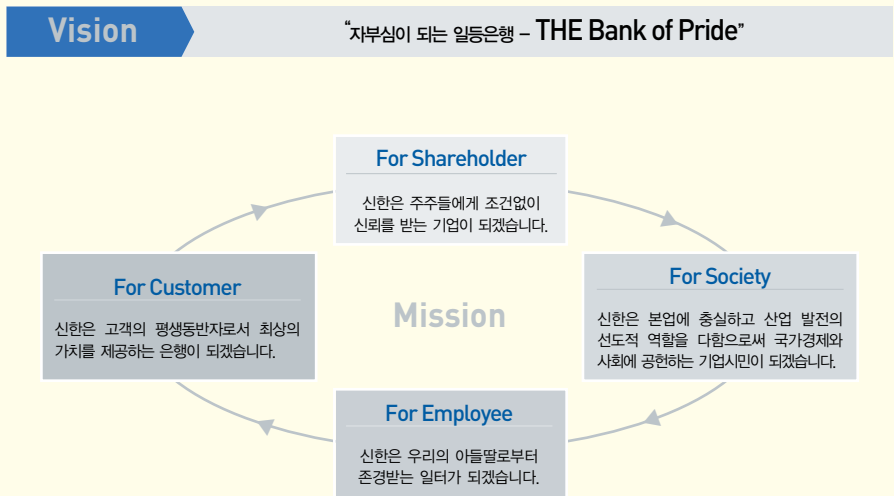 Vision
"자부심이 되는 일등은행 – THE Bank of Pride"
For Shareholder
신한은 주주들에게 조건없이
신뢰를 받는 기업이 되겠습니다.
For Customer
신한은 고객의 평생동반자로서 최상의
가치를 제공하는 은행이 되겠습니다.
Mission
For Society
신한은 본업에 충실하고 산업 발전의
선도적 역할을 다함으로써 국가경제와
사회에 공헌하는 기업시민이 되겠습니다.
For Employee
신한은 우리의 아들딸로부터
존경받는 일터가 되겠습니다.